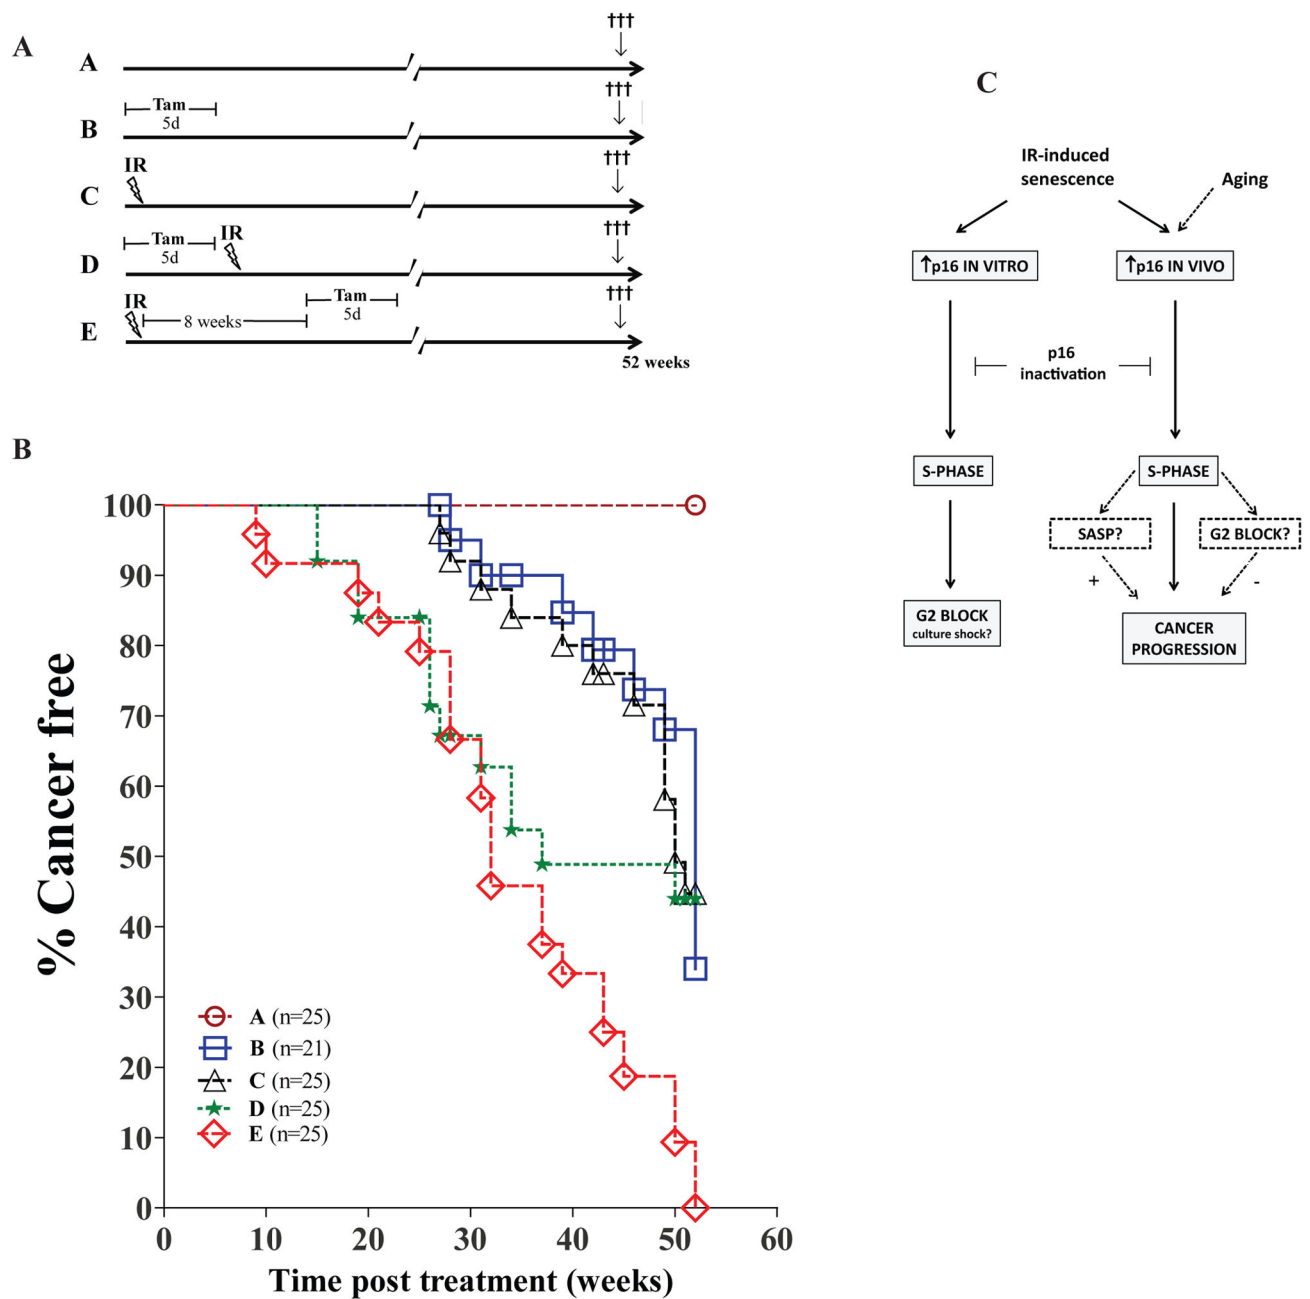 A
†††
A
†††
Tam
5d
B
†††
IR
C
†††
Tam
5d
IR
D
†††
IR
8 weeks
Tam
5d
E
52 weeks
B
% Cancer free
100
90
80
70
60
50
40
30
20
10
0
A (n=25)
B (n=21)
C (n=25)
D (n=25)
E (n=25)
0 10 20 30 40 50 60
Time post treatment (weeks)
C
IR-induced
senescence
Aging
↑p16 IN VITRO
↑p16 IN VIVO
p16
inactivation
S-PHASE
S-PHASE
SASP?
G2 BLOCK?
+
-
G2 BLOCK
culture shock?
CANCER
PROGRESSION